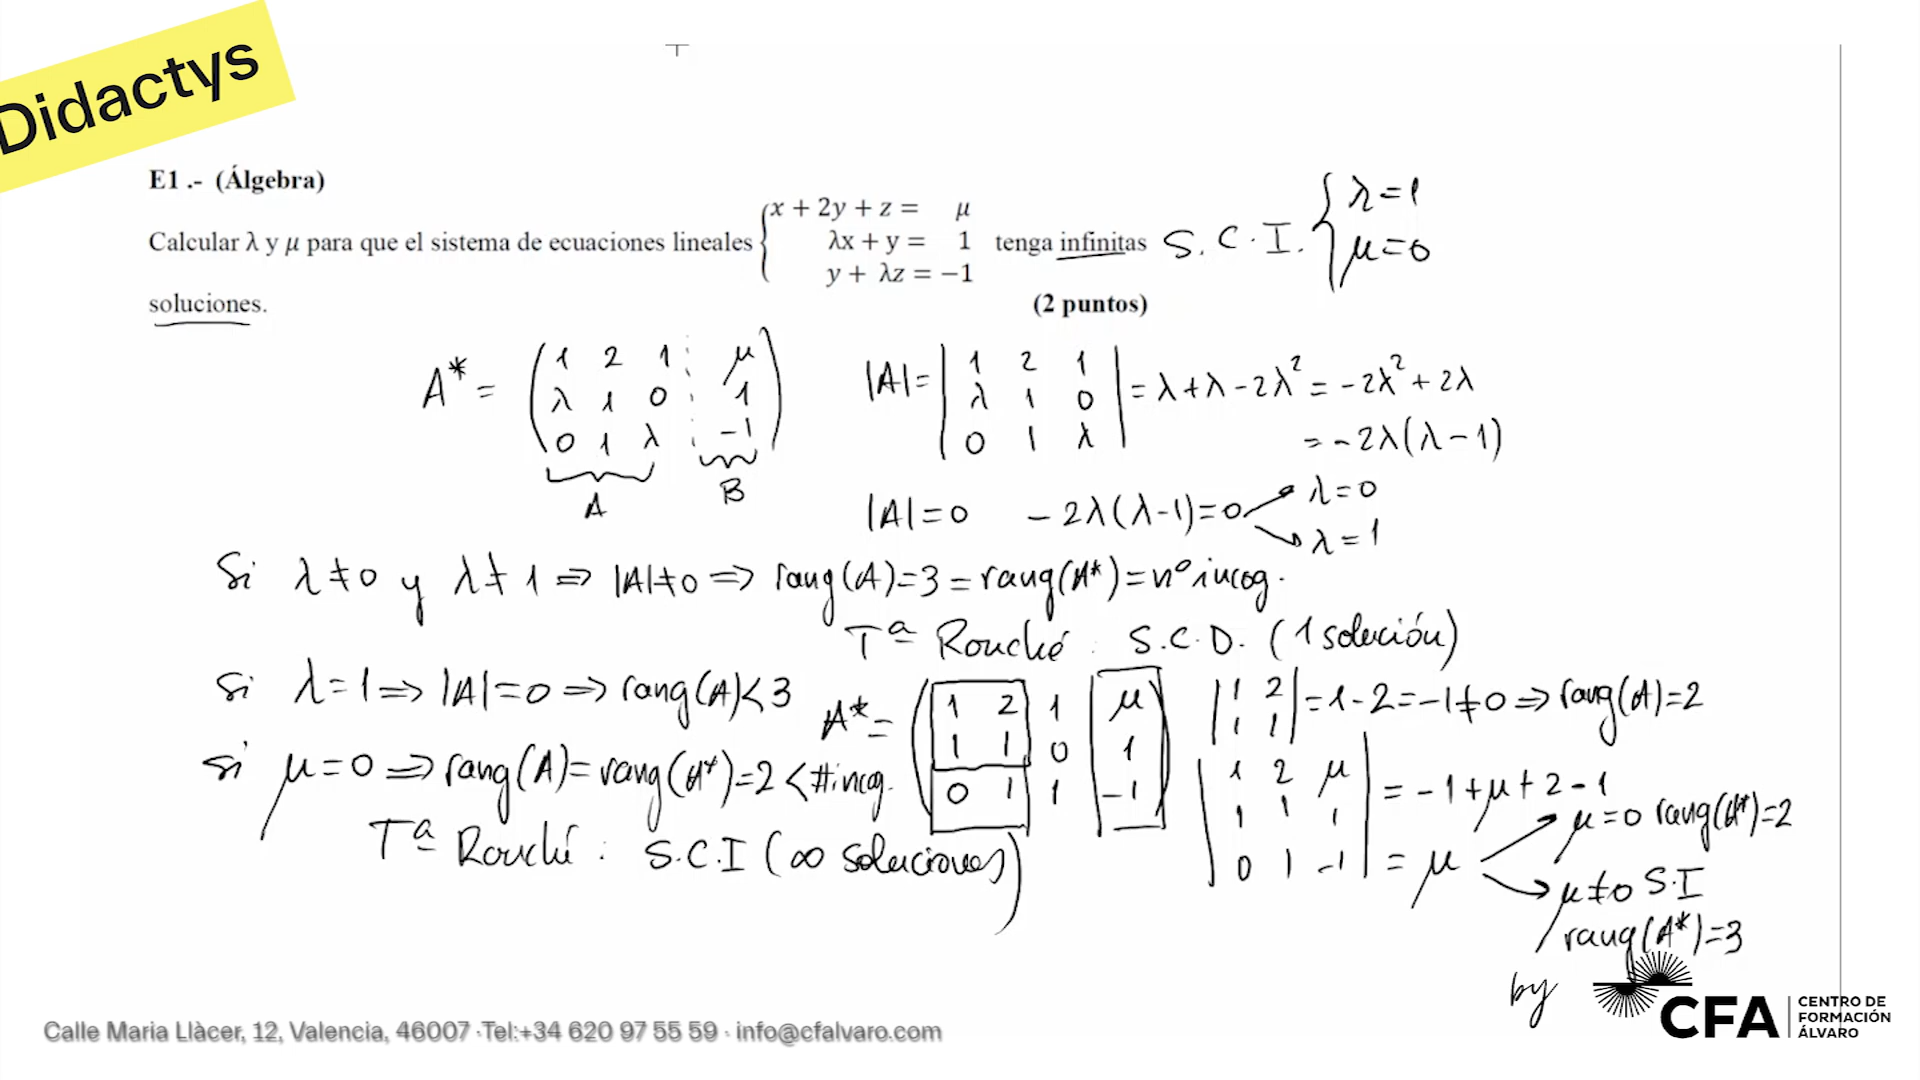 Didactys
E1 .- (Álgebra)
x + 2y + z = μ
Calcular λ y μ para que el sistema de ecuaciones lineales λx + y = 1 tenga infinitas S.C.I. { λ=1
μ=0
y + λz = −1
soluciones. (2 puntos)
A* = ( 1 2 1 μ
λ 1 0 1
0 1 λ -1 )
A B
|A| = | 1 2 1
λ 1 0
0 1 λ | = λ+λ-2λ² = -2λ²+2λ
= -2λ(λ-1)
|A|=0 -2λ(λ-1)=0 λ=0
λ=1
Si λ≠0 y λ≠1 ⇒ |A|≠0 ⇒ rang(A)=3=rang(A*)=nº incog.
Tª Rouché : S.C.D. (1 solución)
Si λ=1 ⇒ |A|=0 ⇒ rang(A)<3
A* = ( 1 2 1 μ
1 1 0 1
0 1 1 -1 )
| 1 2
1 1 | = 1-2=-1≠0 ⇒ rang(A)=2
Si μ=0 ⇒ rang(A)=rang(A*)=2 < #incog.
Tª Rouché : S.C.I (∞ soluciones)
| 1 2 μ
1 1 1
0 1 -1 | = -1+μ+2-1
= μ
μ=0 rang(A*)=2
μ≠0 S.I
rang(A*)=3
by
CFA CENTRO DE
FORMACIÓN
ÁLVARO
Calle Maria Llàcer, 12, Valencia, 46007 ·Tel:+34 620 97 55 59 · info@cfalvaro.com